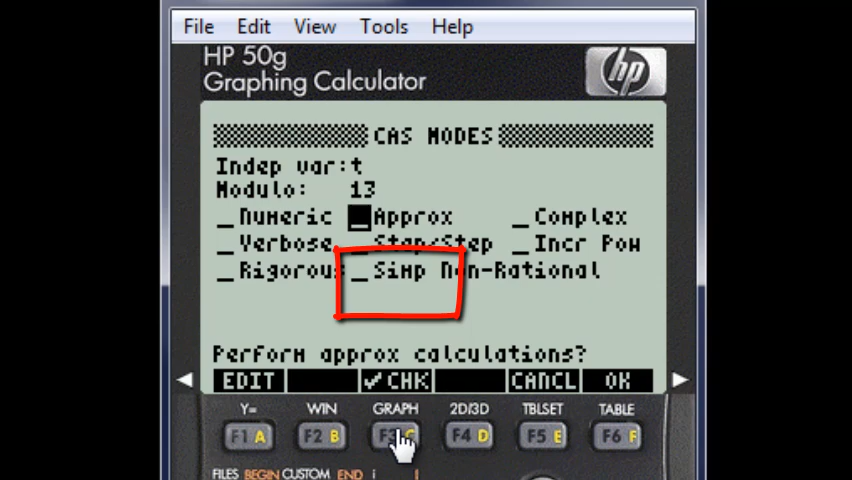 File Edit View Tools Help
HP 50g
hp
Graphing Calculator
CAS MODES
Indep var:t
Modulo: 13
_Numeric _Approx _Complex
_Verbose _Step/Step _Incr Pow
_Rigorous _Simp Non-Rational
Perform approx calculations?
EDIT ✓CHK CANCL OK
Y= WIN GRAPH 2D/3D TBLSET TABLE
F1 A F2 B F3 C F4 D F5 E F6 F
FILES BEGIN CUSTOM END i